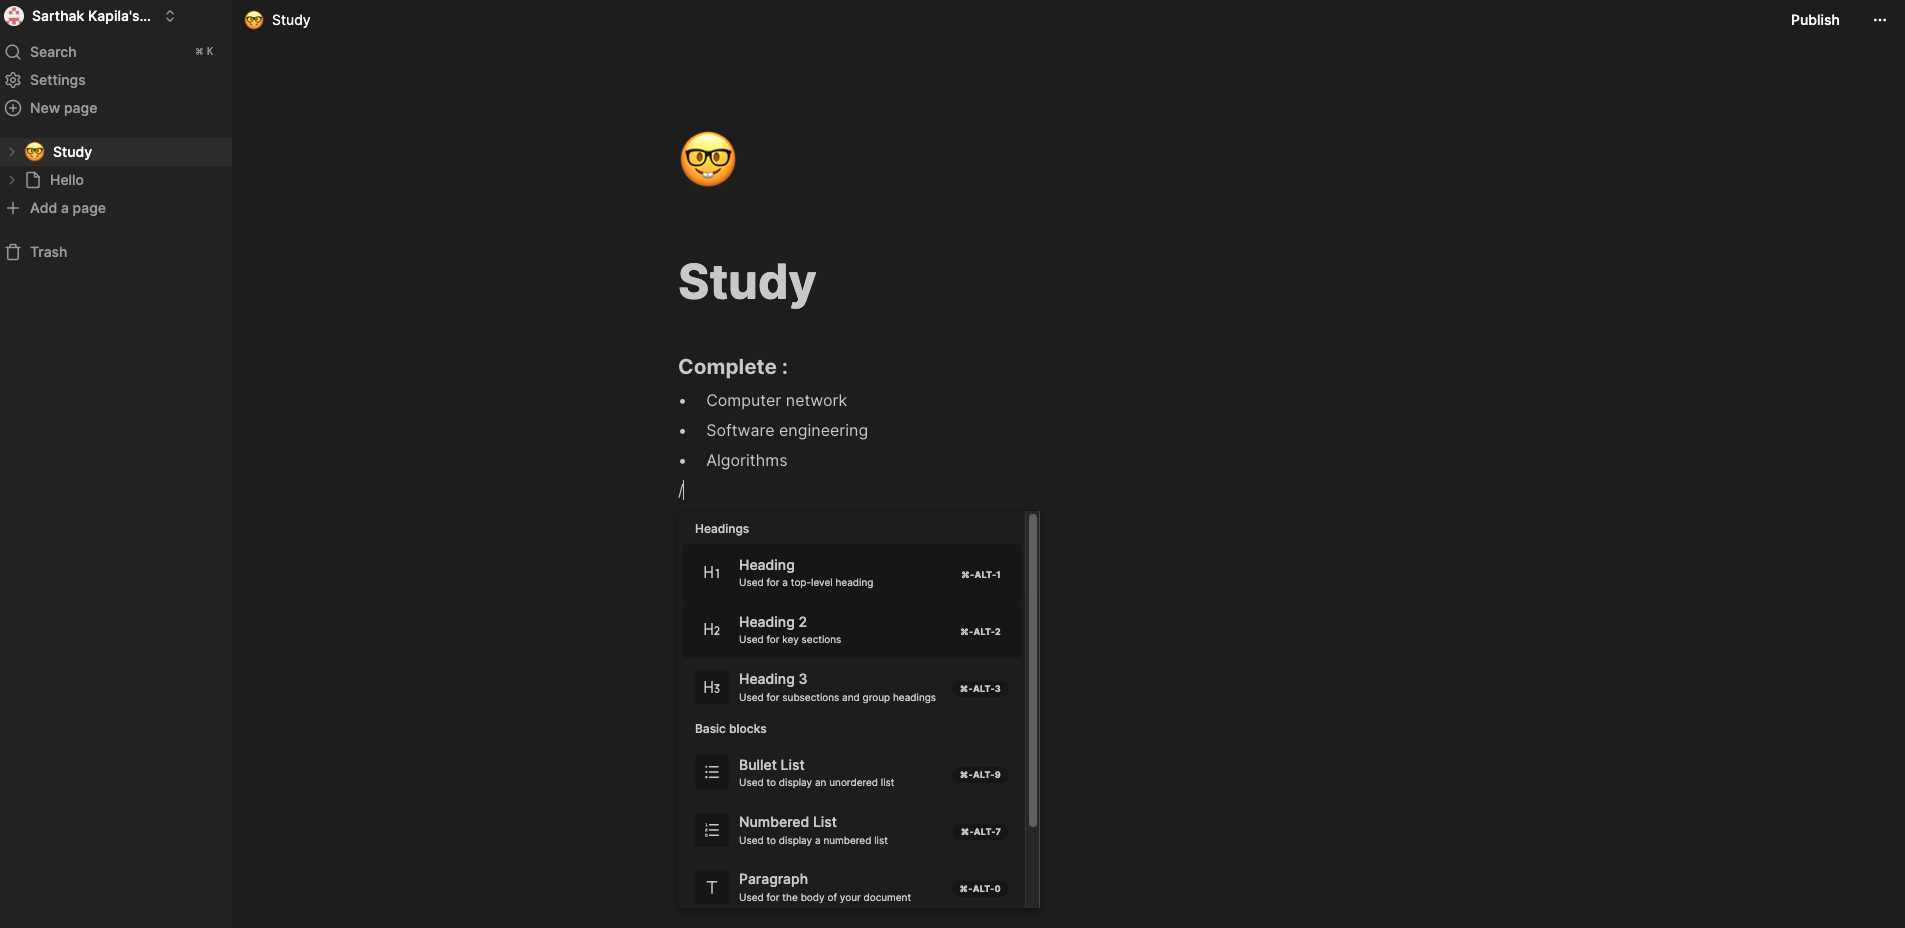 Sarthak Kapila's...
Search ⌘ K
Settings
New page
Study
Hello
Add a page
Trash
Study
Publish
Study
Complete :
• Computer network
• Software engineering
• Algorithms
/
Headings
H1 Heading ⌘-ALT-1
Used for a top-level heading
H2 Heading 2 ⌘-ALT-2
Used for key sections
H3 Heading 3 ⌘-ALT-3
Used for subsections and group headings
Basic blocks
Bullet List ⌘-ALT-9
Used to display an unordered list
Numbered List ⌘-ALT-7
Used to display a numbered list
T Paragraph ⌘-ALT-0
Used for the body of your document